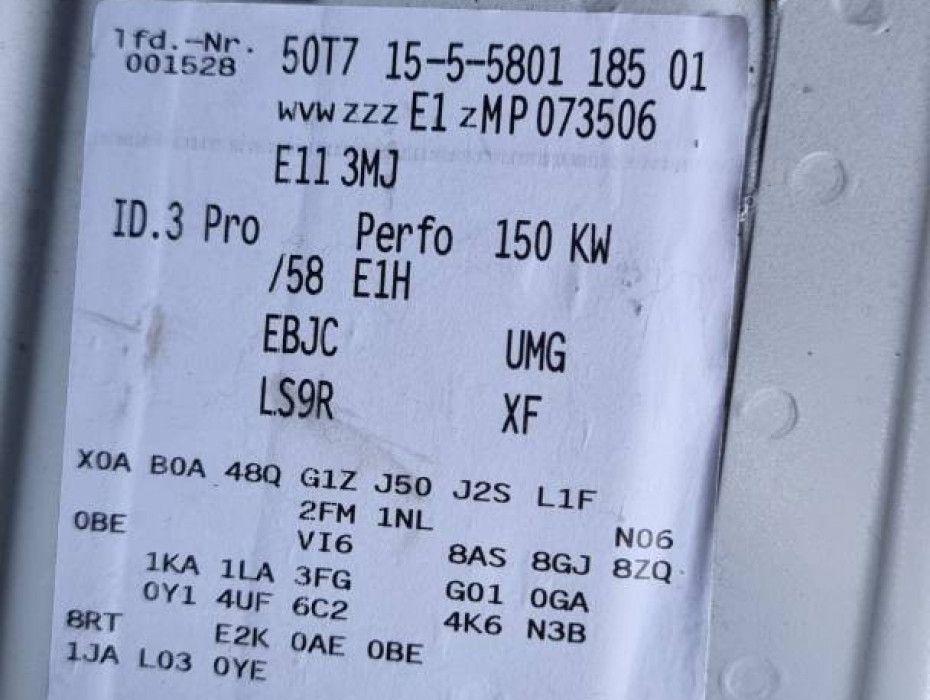 lfd.-Nr. 50T7 15-5-5801 185 01
001528
WVWZZZE1ZMP073506
E11 3MJ
ID.3 Pro Perfo 150 KW
/58 E1H
EBJC UMG
LS9R XF
X0A B0A 48Q G1Z J50 J2S L1F
2FM 1NL N06
0BE VI6 8AS 8GJ 8ZQ
1KA 1LA 3FG G01 0GA
0Y1 4UF 6C2 4K6 N3B
8RT E2K 0AE 0BE
1JA L03 0YE